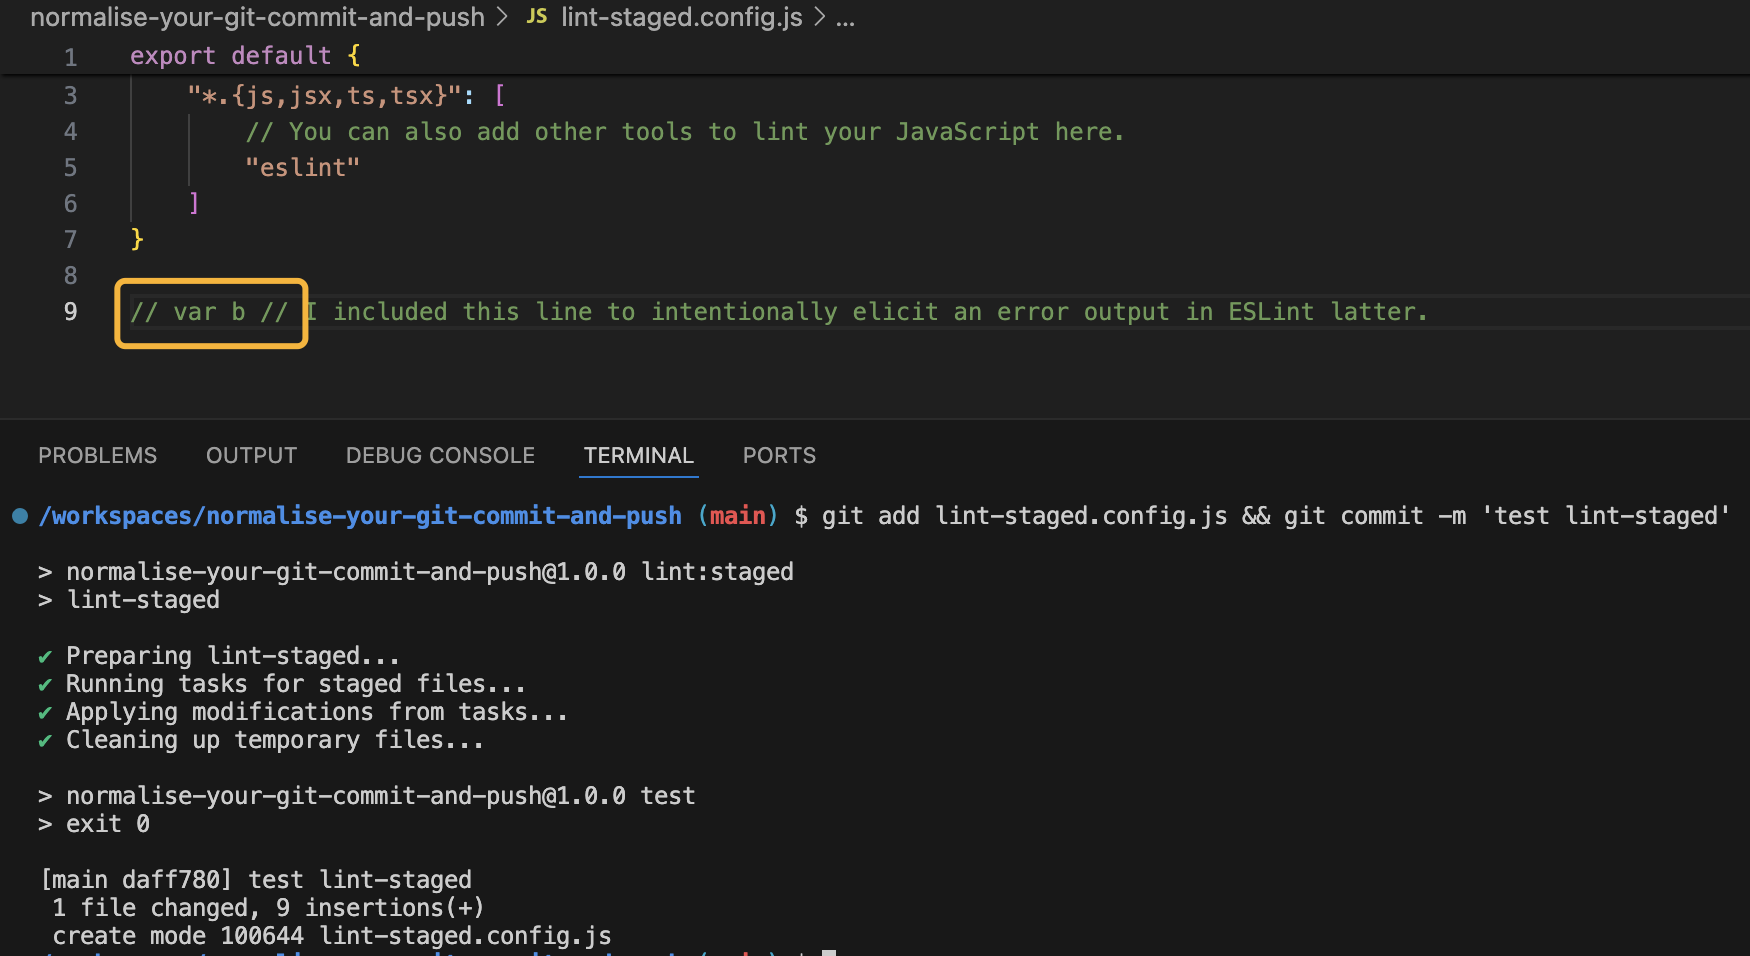 normalise-your-git-commit-and-push > JS lint-staged.config.js > ...
1 export default {
3 "*.{js,jsx,ts,tsx}": [
4 // You can also add other tools to lint your JavaScript here.
5 "eslint"
6 ]
7 }
8
9 // var b // I included this line to intentionally elicit an error output in ESLint latter.
PROBLEMS OUTPUT DEBUG CONSOLE TERMINAL PORTS
/workspaces/normalise-your-git-commit-and-push (main) $ git add lint-staged.config.js && git commit -m 'test lint-staged'
> normalise-your-git-commit-and-push@1.0.0 lint:staged
> lint-staged
✔ Preparing lint-staged...
✔ Running tasks for staged files...
✔ Applying modifications from tasks...
✔ Cleaning up temporary files...
> normalise-your-git-commit-and-push@1.0.0 test
> exit 0
[main daff780] test lint-staged
1 file changed, 9 insertions(+)
create mode 100644 lint-staged.config.js